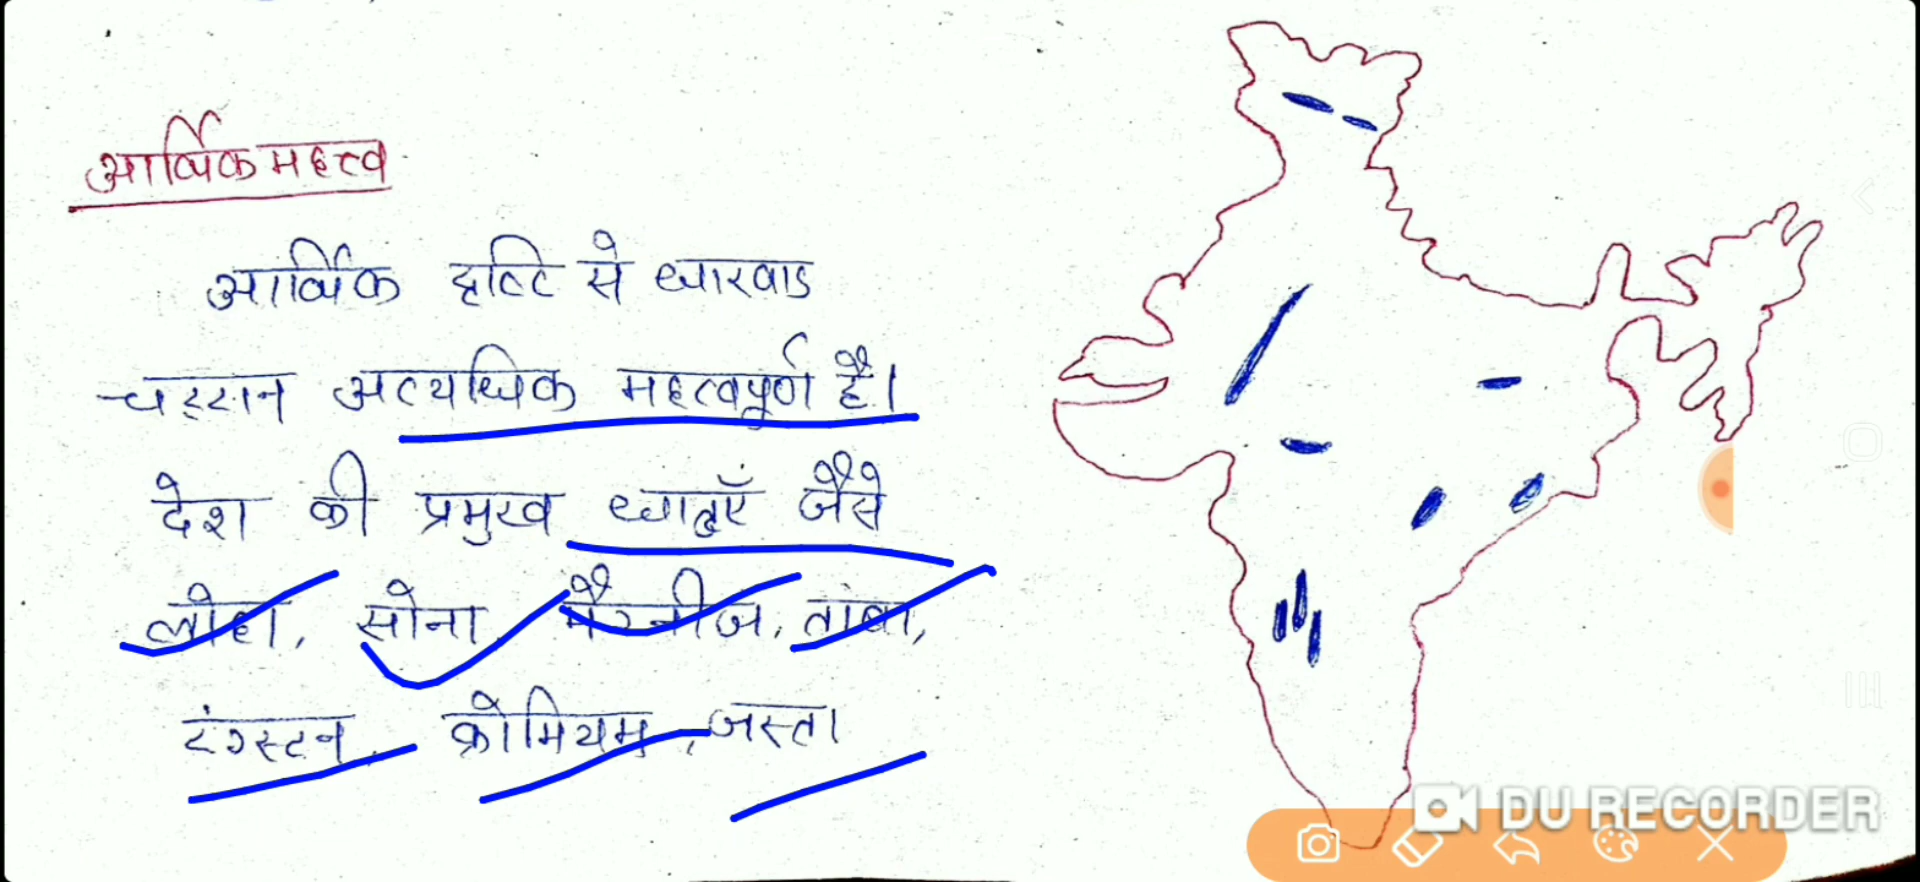 आर्थिक महत्त्व
आर्थिक दृष्टि से धारवाड
चट्टान अत्यधिक महत्वपूर्ण है।
देश की प्रमुख धातुएँ जैसे
लोहा, सोना, मैंगनीज, तांबा,
टंगस्टन, क्रोमियम, जस्ता
DU RECORDER